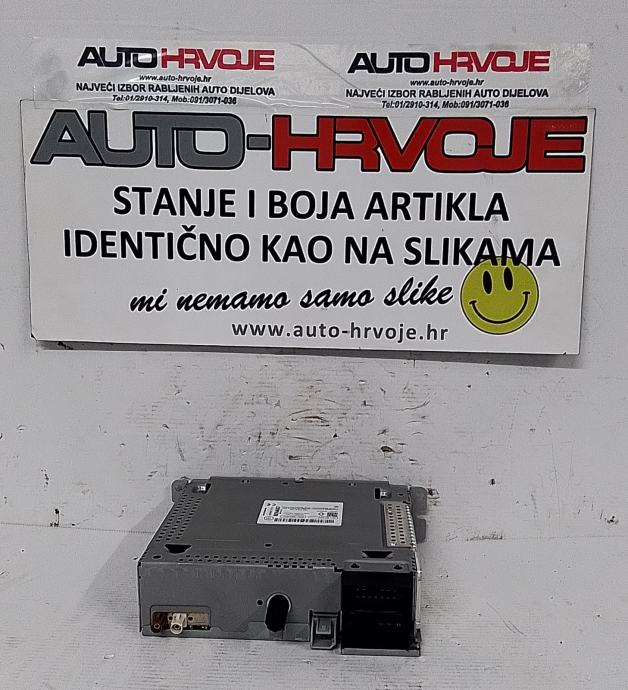 AUTO HRVOJE
www.auto-hrvoje.hr
NAJVEĆI IZBOR RABLJENIH AUTO DIJELOVA
Tel:01/2910-314, Mob:091/3071-036
AUTO HRVOJE
www.auto-hrvoje.hr
NAJVEĆI IZBOR RABLJENIH AUTO DIJELOVA
Tel:01/2910-314, Mob:091/3071-036
AUTO-HRVOJE
STANJE I BOJA ARTIKLA
IDENTIČNO KAO NA SLIKAMA
mi nemamo samo slike
www.auto-hrvoje.hr